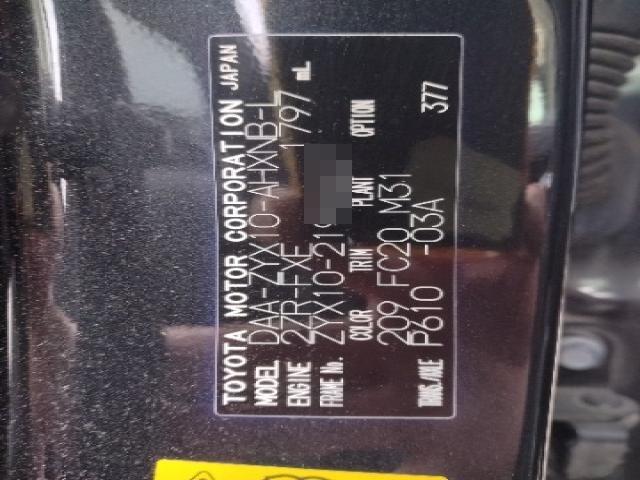 TOYOTA MOTOR CORPORATION JAPAN
MODEL DAA-ZYX10-AHXNB-L
ENGINE 2ZR-FXE 1797 mL
FRAME No. ZYX10-219
COLOR TRIM PLANT OPTION
209 FC20 M31
TRANS./AXLE P610 -03A 377